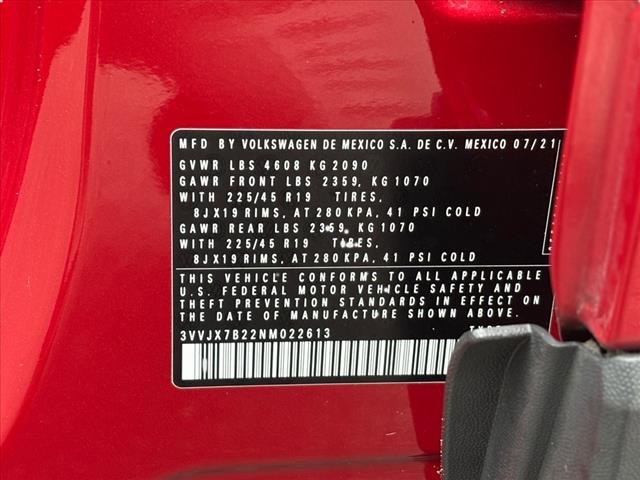 MFD BY VOLKSWAGEN DE MEXICO S.A. DE C.V. MEXICO 07/21
GVWR LBS 4608 KG 2090
GAWR FRONT LBS 2359, KG 1070
WITH 225/45 R19 TIRES,
8JX19 RIMS, AT 280 KPA, 41 PSI COLD
GAWR REAR LBS 2359, KG 1070
WITH 225/45 R19 TIRES,
8JX19 RIMS, AT 280 KPA, 41 PSI COLD
THIS VEHICLE CONFORMS TO ALL APPLICABLE
U.S. FEDERAL MOTOR VEHICLE SAFETY AND
THEFT PREVENTION STANDARDS IN EFFECT ON
THE DATE OF MANUFACTURE SHOWN ABOVE.
3VVJX7B22NM022613